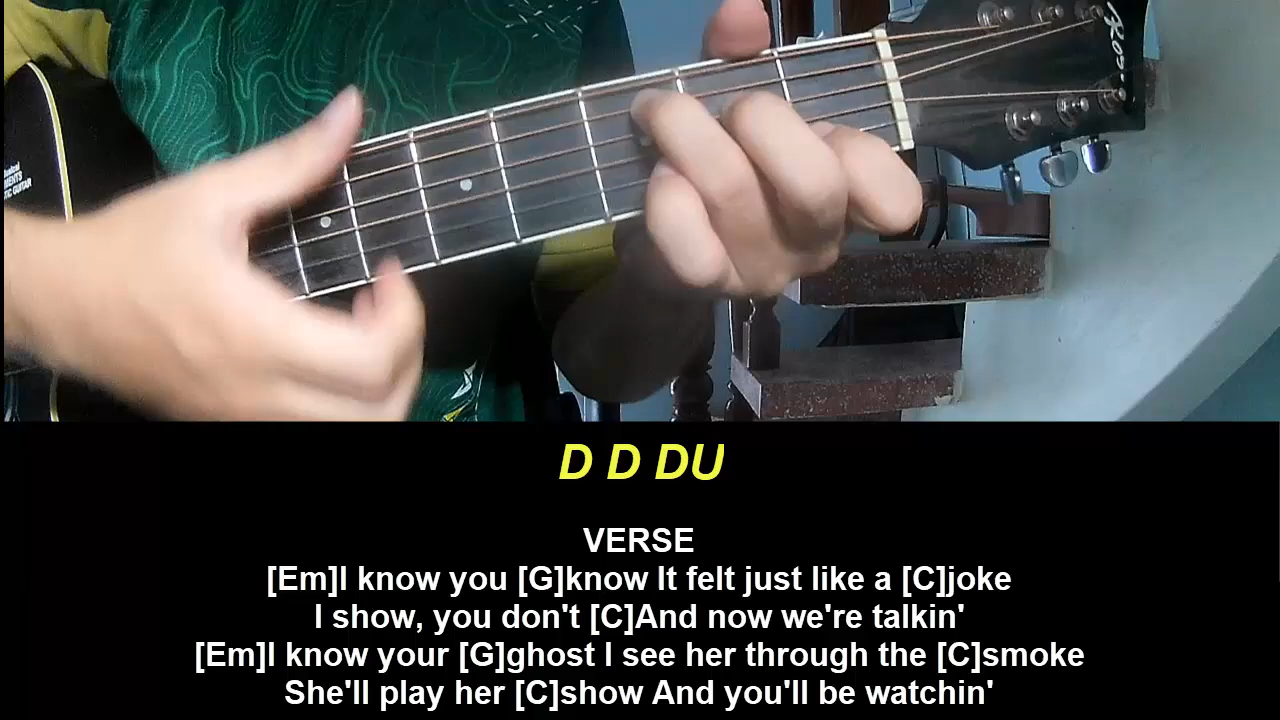 D D DU
VERSE
[Em]I know you [G]know It felt just like a [C]joke
I show, you don't [C]And now we're talkin'
[Em]I know your [G]ghost I see her through the [C]smoke
She'll play her [C]show And you'll be watchin'